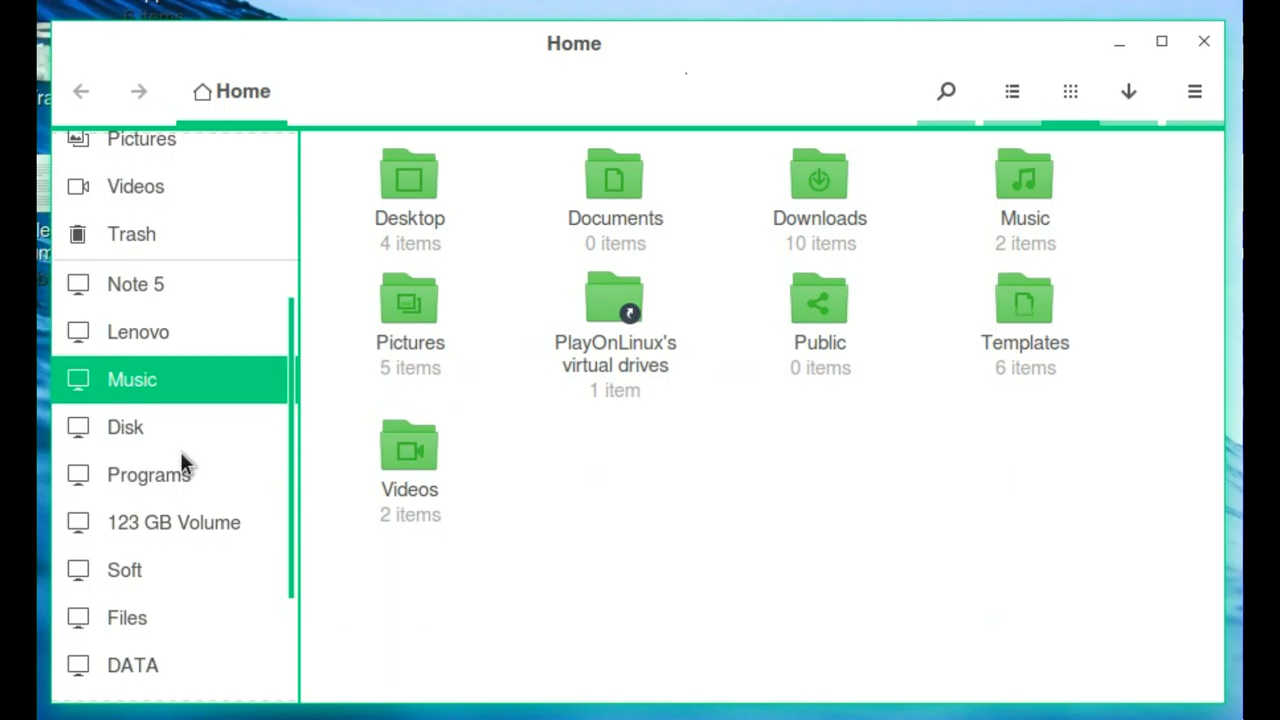 Home
Home
Pictures
Videos
Trash
Note 5
Lenovo
Music
Disk
Programs
123 GB Volume
Soft
Files
DATA
Desktop
4 items
Documents
0 items
Downloads
10 items
Music
2 items
Pictures
5 items
PlayOnLinux's
virtual drives
1 item
Public
0 items
Templates
6 items
Videos
2 items